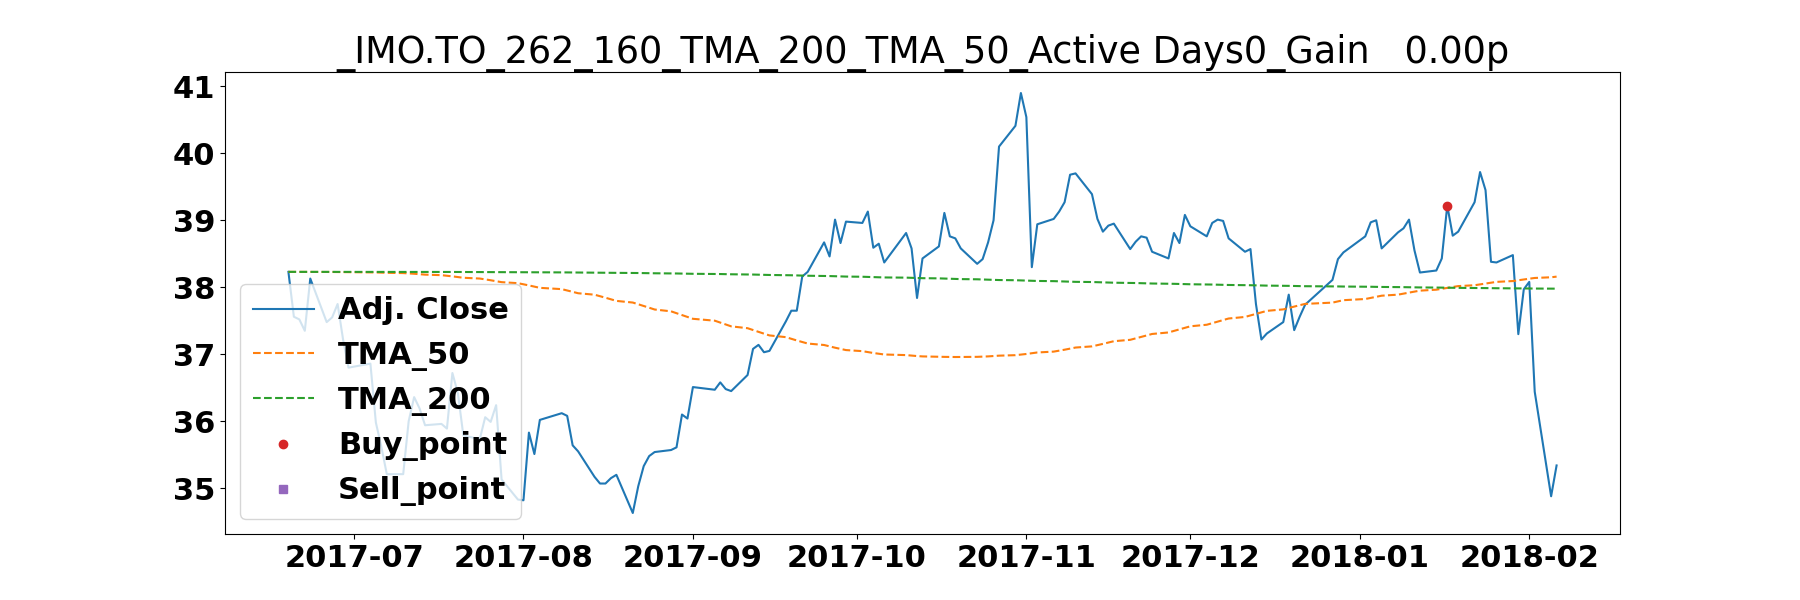 _IMO.TO_262_160_TMA_200_TMA_50_Active Days0_Gain   0.00p
41
40
39
38
37
36
35
Adj. Close
TMA_50
TMA_200
Buy_point
Sell_point
2017-07 2017-08 2017-09 2017-10 2017-11 2017-12 2018-01 2018-02